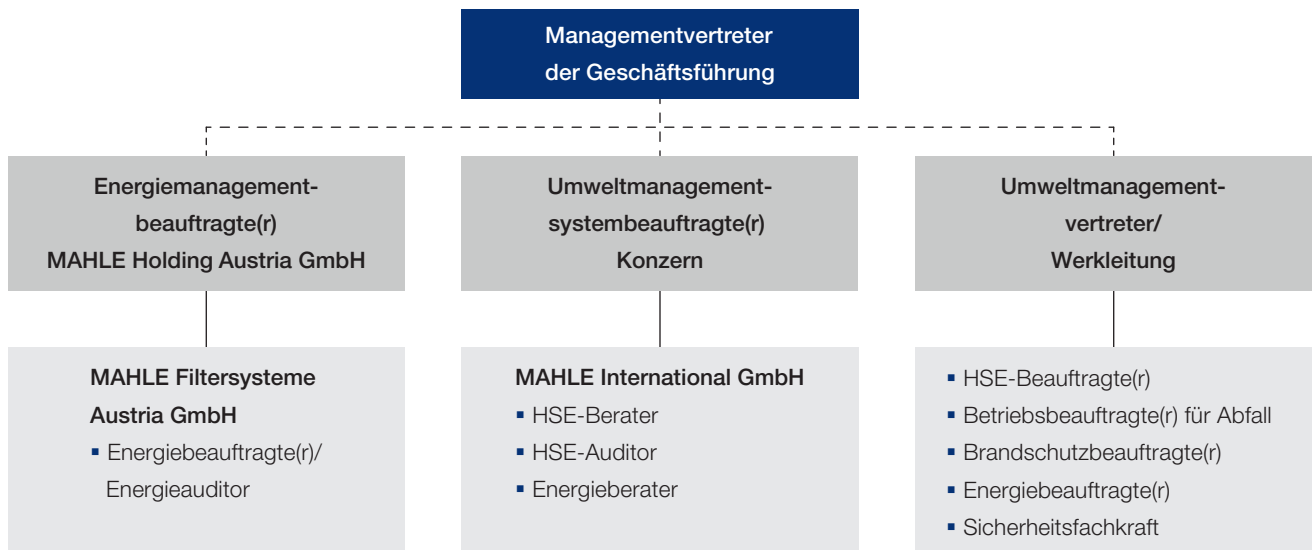 Managementvertreter
der Geschäftsführung
Energiemanagement-
beauftragte(r)
MAHLE Holding Austria GmbH
Umweltmanagement-
systembeauftragte(r)
Konzern
Umweltmanagement-
vertreter/
Werkleitung
MAHLE Filtersysteme
Austria GmbH
▪ Energiebeauftragte(r)/
Energieauditor
MAHLE International GmbH
▪ HSE-Berater
▪ HSE-Auditor
▪ Energieberater
▪ HSE-Beauftragte(r)
▪ Betriebsbeauftragte(r) für Abfall
▪ Brandschutzbeauftragte(r)
▪ Energiebeauftragte(r)
▪ Sicherheitsfachkraft